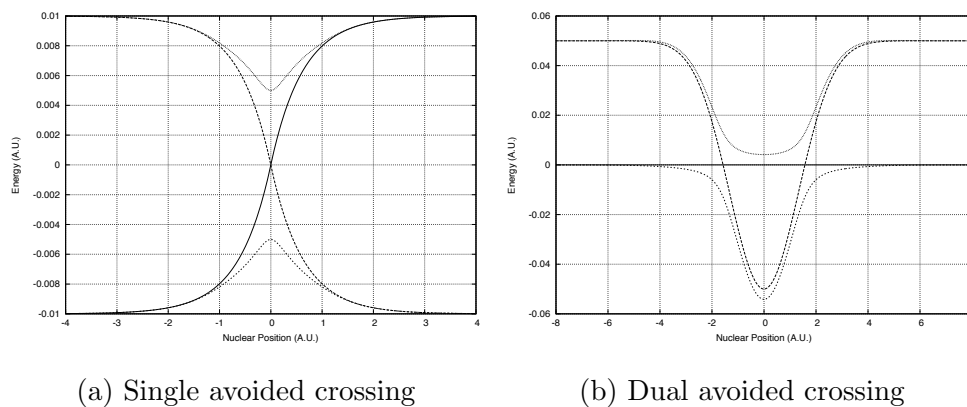 0.01
0.008
0.006
0.004
0.002
0
-0.002
-0.004
-0.006
-0.008
-0.01
Energy (A.U.)
-4 -3 -2 -1 0 1 2 3 4
Nuclear Position (A.U.)
(a) Single avoided crossing
0.06
0.04
0.02
0
-0.02
-0.04
-0.06
Energy (A.U.)
-8 -6 -4 -2 0 2 4 6
Nuclear Position (A.U.)
(b) Dual avoided crossing